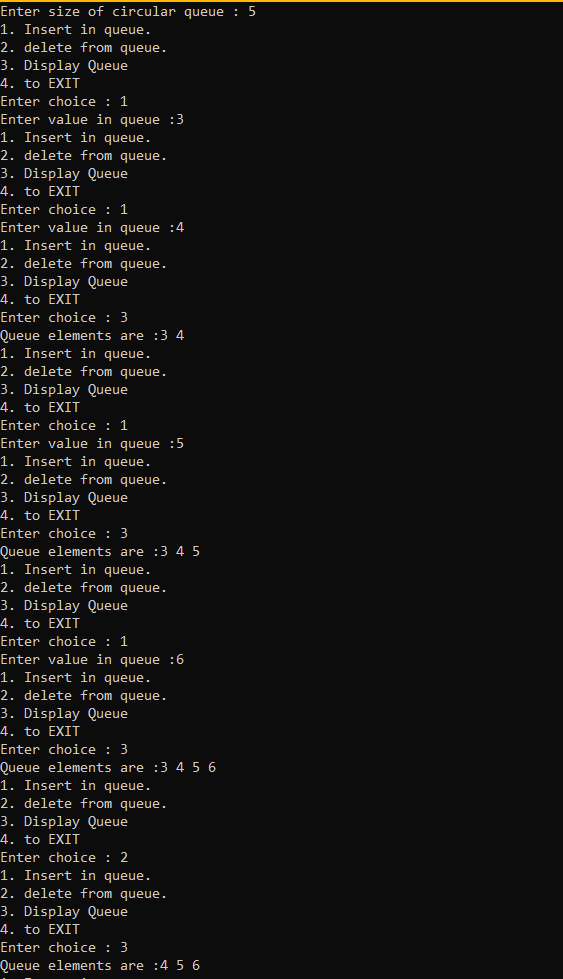 Enter size of circular queue : 5
1. Insert in queue.
2. delete from queue.
3. Display Queue
4. to EXIT
Enter choice : 1
Enter value in queue :3
1. Insert in queue.
2. delete from queue.
3. Display Queue
4. to EXIT
Enter choice : 1
Enter value in queue :4
1. Insert in queue.
2. delete from queue.
3. Display Queue
4. to EXIT
Enter choice : 3
Queue elements are :3 4
1. Insert in queue.
2. delete from queue.
3. Display Queue
4. to EXIT
Enter choice : 1
Enter value in queue :5
1. Insert in queue.
2. delete from queue.
3. Display Queue
4. to EXIT
Enter choice : 3
Queue elements are :3 4 5
1. Insert in queue.
2. delete from queue.
3. Display Queue
4. to EXIT
Enter choice : 1
Enter value in queue :6
1. Insert in queue.
2. delete from queue.
3. Display Queue
4. to EXIT
Enter choice : 3
Queue elements are :3 4 5 6
1. Insert in queue.
2. delete from queue.
3. Display Queue
4. to EXIT
Enter choice : 2
1. Insert in queue.
2. delete from queue.
3. Display Queue
4. to EXIT
Enter choice : 3
Queue elements are :4 5 6